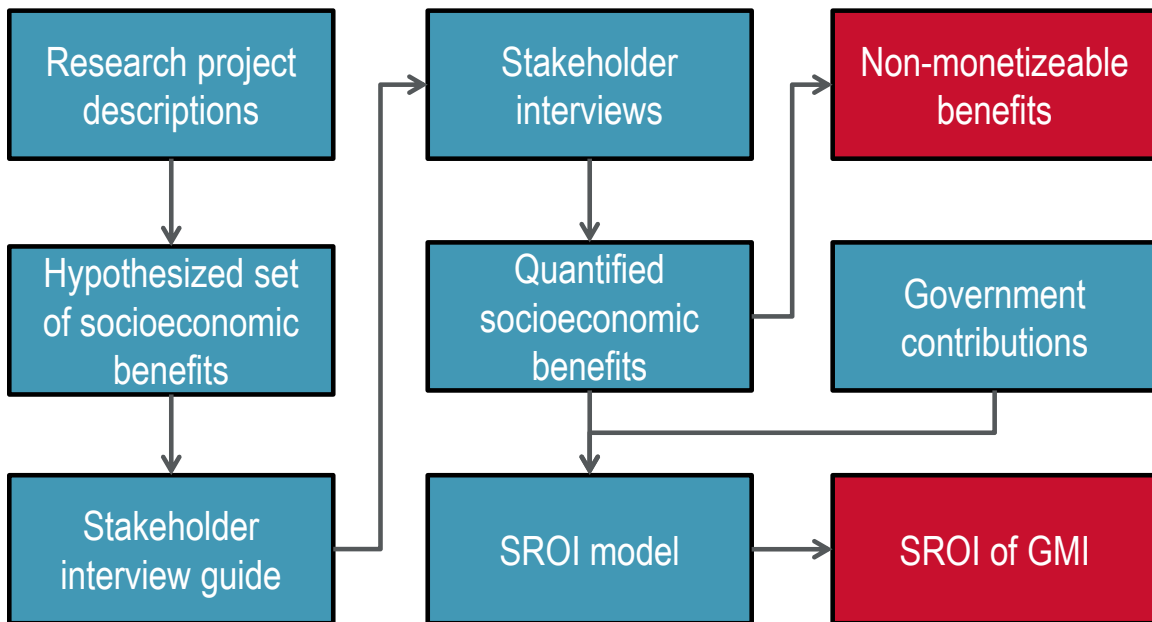 Research project
descriptions
Hypothesized set
of socioeconomic
benefits
Stakeholder
interview guide
Stakeholder
interviews
Quantified
socioeconomic
benefits
SROI model
Non-monetizeable
benefits
Government
contributions
SROI of GMI